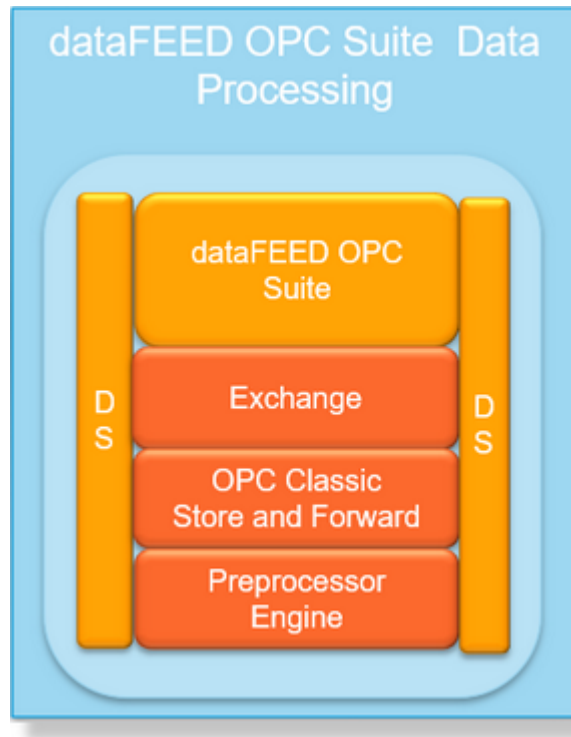 dataFEED OPC Suite Data
Processing
dataFEED OPC
Suite
D
S
Exchange
D
S
OPC Classic
Store and Forward
Preprocessor
Engine